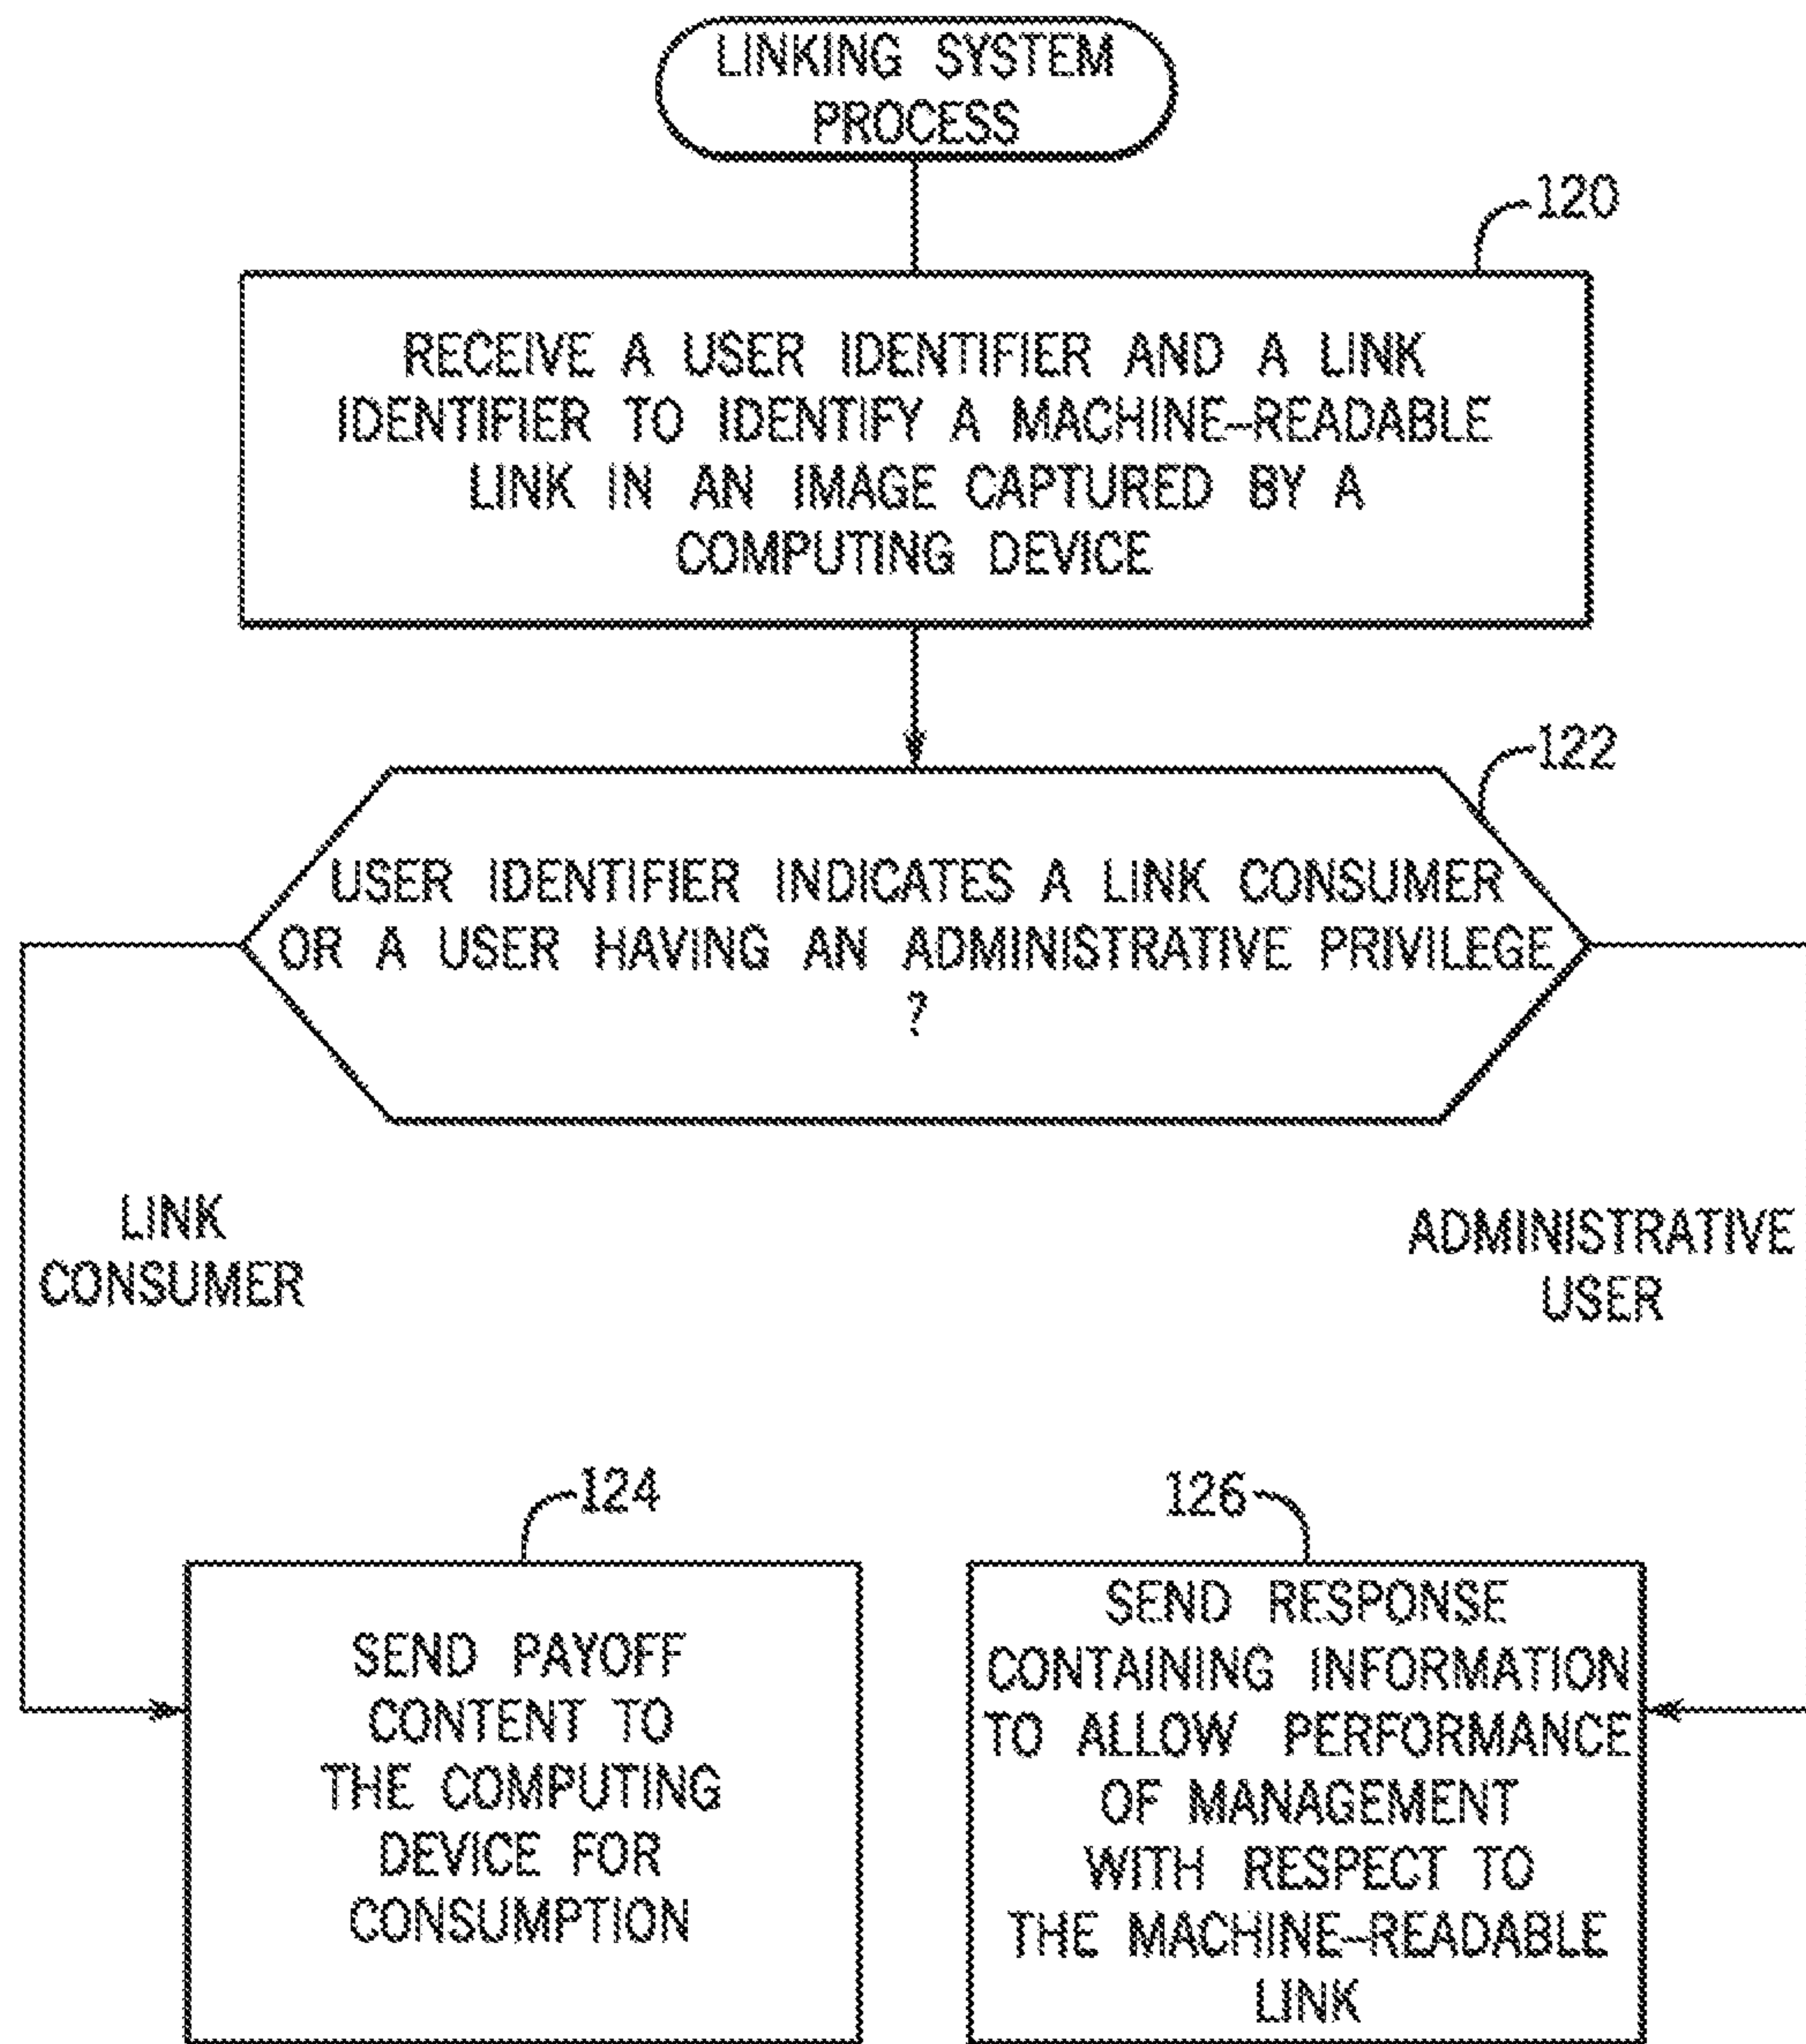 LINKING SYSTEM
PROCESS
120
RECEIVE A USER IDENTIFIER AND A LINK
IDENTIFIER TO IDENTIFY A MACHINE-READABLE
LINK IN AN IMAGE CAPTURED BY A
COMPUTING DEVICE
122
USER IDENTIFIER INDICATES A LINK CONSUMER
OR A USER HAVING AN ADMINISTRATIVE PRIVILEGE
?
LINK
CONSUMER
ADMINISTRATIVE
USER
124
SEND PAYOFF
CONTENT TO
THE COMPUTING
DEVICE FOR
CONSUMPTION
126
SEND RESPONSE
CONTAINING INFORMATION
TO ALLOW PERFORMANCE
OF MANAGEMENT
WITH RESPECT TO
THE MACHINE-READABLE
LINK